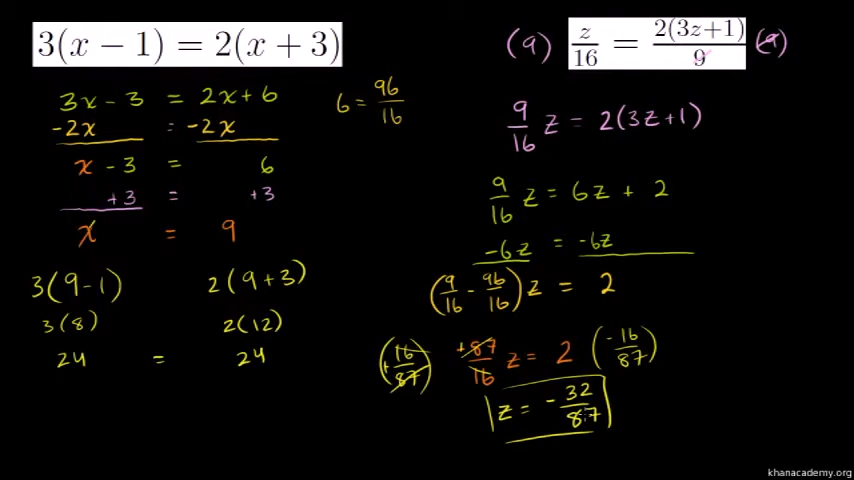 3(x − 1) = 2(x + 3)
3x - 3 = 2x + 6
-2x = -2x
x - 3 = 6
+3 = +3
x = 9
3(9-1) 2(9+3)
3(8) 2(12)
24 = 24
6 = 96/16
(9) z/16 = 2(3z+1)/9 (9)
9/16 z = 2(3z+1)
9/16 z = 6z + 2
-6z = -6z
(9/16 - 96/16) z = 2
(+16/87) +87/16 z = 2 (-16/87)
z = -32/87
khanacademy.org